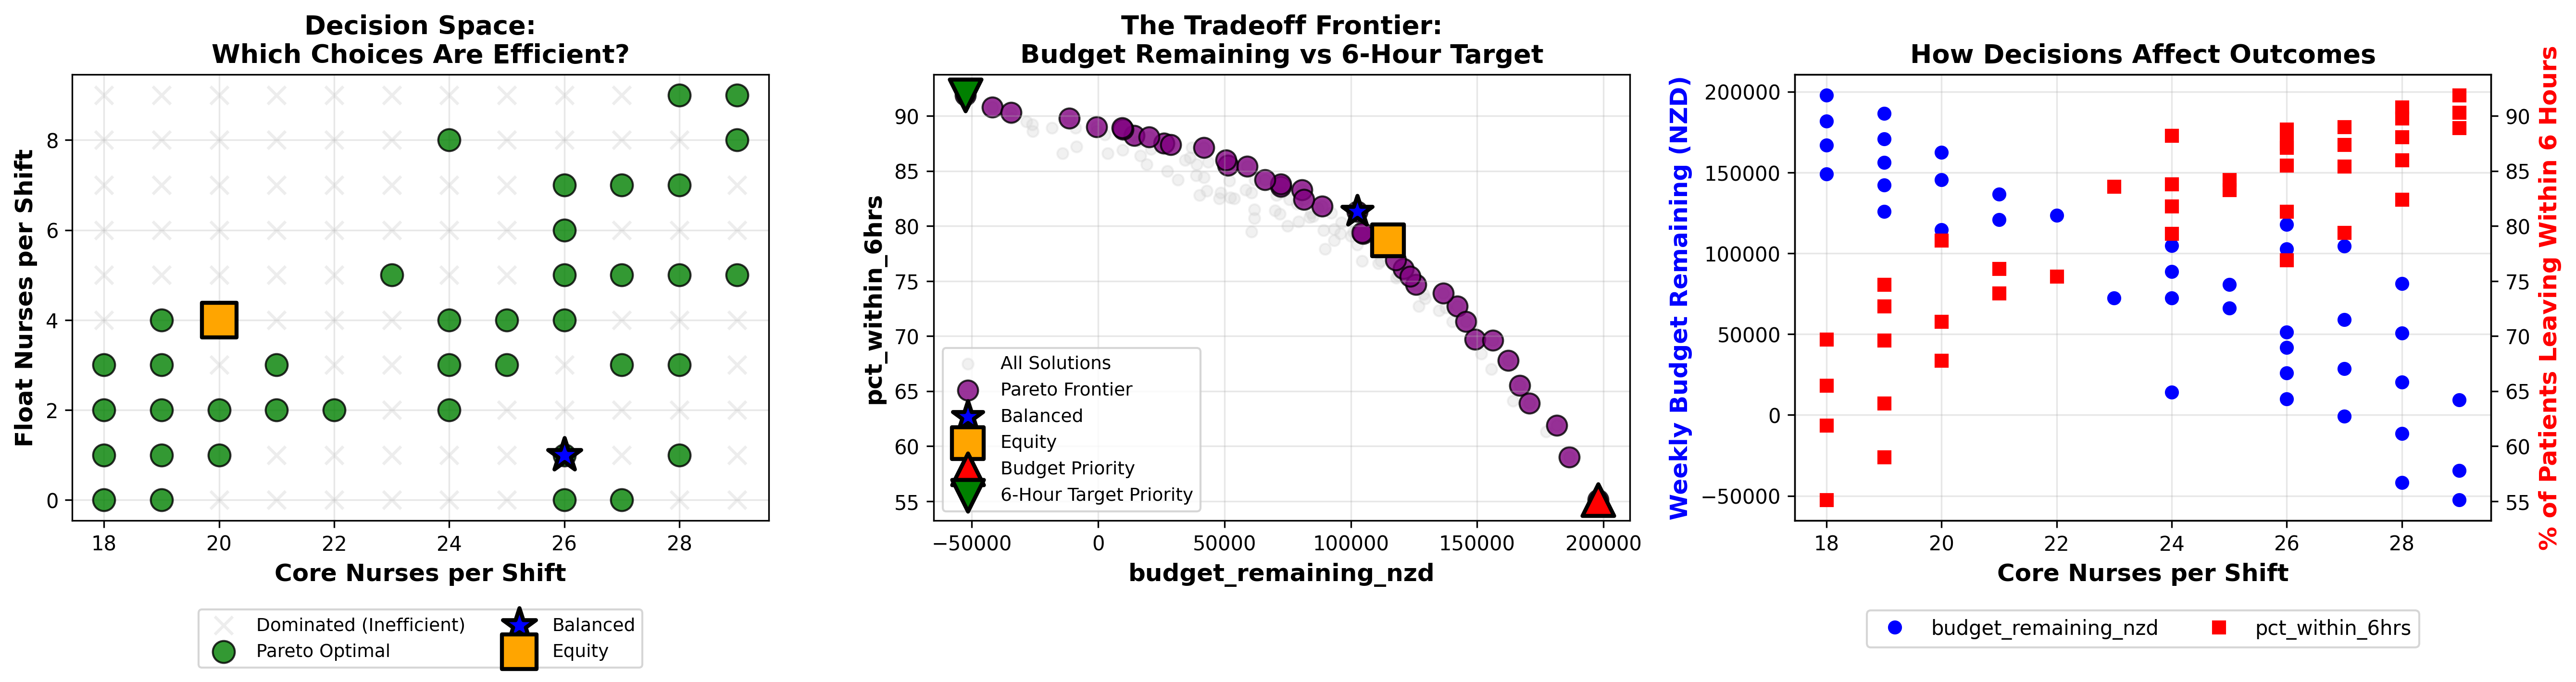 Decision Space:
Which Choices Are Efficient?
Float Nurses per Shift
8
6
4
2
0
18 20 22 24 26 28
Core Nurses per Shift
Dominated (Inefficient)
Pareto Optimal
Balanced
Equity
The Tradeoff Frontier:
Budget Remaining vs 6-Hour Target
pct_within_6hrs
90
85
80
75
70
65
60
55
All Solutions
Pareto Frontier
Balanced
Equity
Budget Priority
6-Hour Target Priority
−50000 0 50000 100000 150000 200000
budget_remaining_nzd
How Decisions Affect Outcomes
Weekly Budget Remaining (NZD)
200000
150000
100000
50000
0
−50000
18 20 22 24 26 28
Core Nurses per Shift
90
85
80
75
70
65
60
55
% of Patients Leaving Within 6 Hours
budget_remaining_nzd
pct_within_6hrs